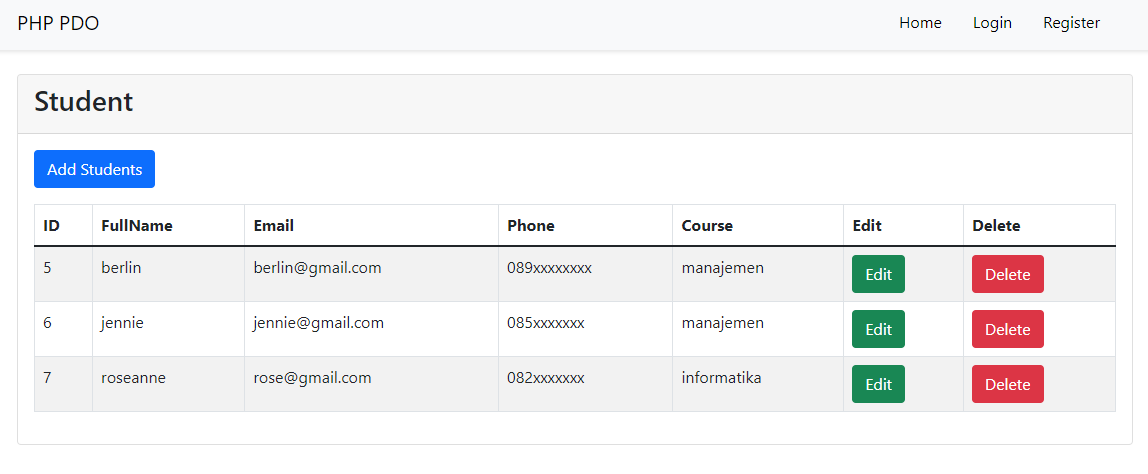 PHP PDO Home Login Register
Student
Add Students
ID FullName Email Phone Course Edit Delete
5 berlin berlin@gmail.com 089xxxxxxxx manajemen Edit Delete
6 jennie jennie@gmail.com 085xxxxxxx manajemen Edit Delete
7 roseanne rose@gmail.com 082xxxxxxx informatika Edit Delete